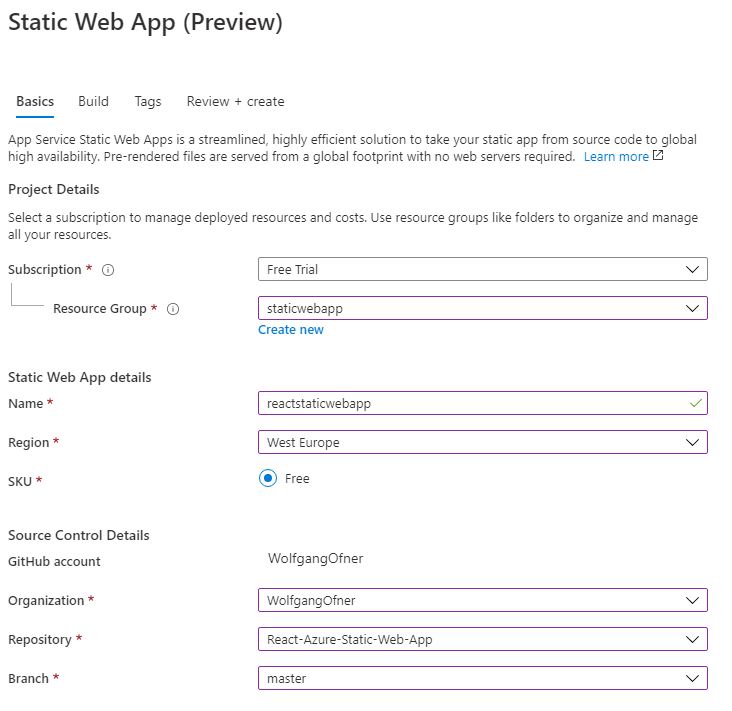 Static Web App (Preview)
Basics Build Tags Review + create
App Service Static Web Apps is a streamlined, highly efficient solution to take your static app from source code to global
high availability. Pre-rendered files are served from a global footprint with no web servers required. Learn more
Project Details
Select a subscription to manage deployed resources and costs. Use resource groups like folders to organize and manage
all your resources.
Subscription * Free Trial
Resource Group * staticwebapp
Create new
Static Web App details
Name * reactstaticwebapp
Region * West Europe
SKU * Free
Source Control Details
GitHub account WolfgangOfner
Organization * WolfgangOfner
Repository * React-Azure-Static-Web-App
Branch * master